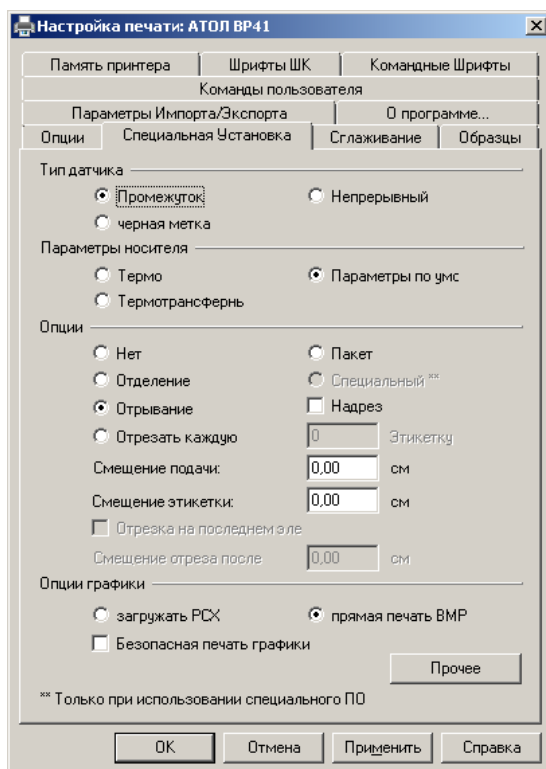 Настройка печати: АТОЛ BP41
Память принтера Шрифты ШК Командные Шрифты
Команды пользователя
Параметры Импорта/Экспорта О программе...
Опции Специальная Установка Сглаживание Образцы
Тип датчика
Промежуток Непрерывный
черная метка
Параметры носителя
Термо Параметры по умс
Термотрансфернь
Опции
Нет Пакет
Отделение Специальный **
Отрывание Надрез
Отрезать каждую 0 Этикетку
Смещение подачи: 0,00 см
Смещение этикетки: 0,00 см
Отрезка на последнем эле
Смещение отреза после 0,00 см
Опции графики
загружать PCX прямая печать BMP
Безопасная печать графики
Прочее
** Только при использовании специального ПО
OK Отмена Применить Справка